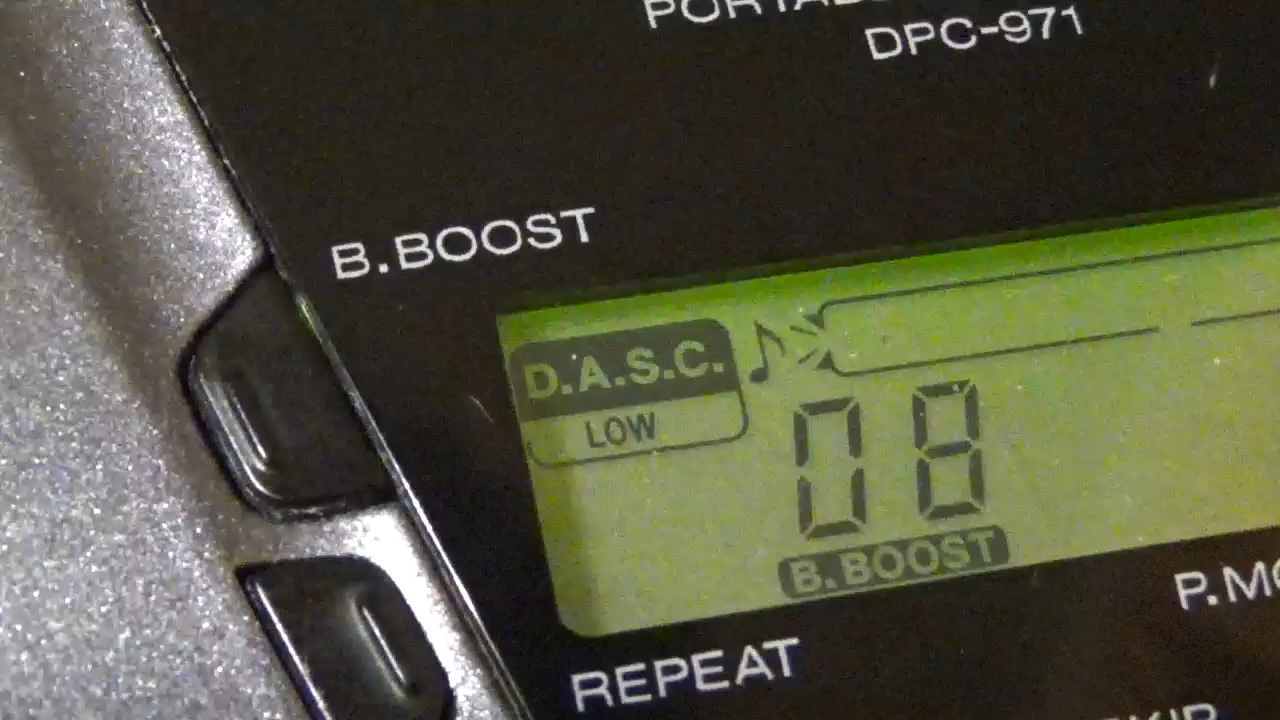 DPC-971
B.BOOST
D.A.S.C.
LOW
08
B.BOOST
REPEAT